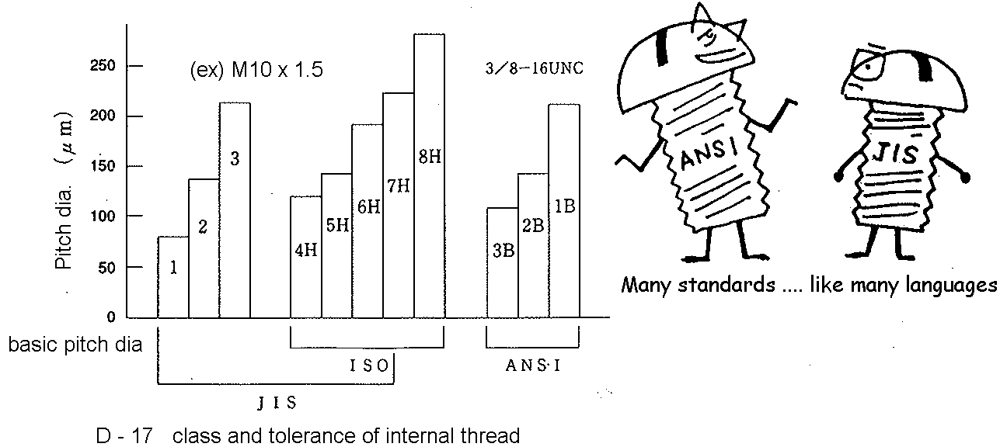 250
200
150
100
50
0
Pitch dia. (μm)
(ex) M10 x 1.5
3/8-16UNC
1
2
3
4H
5H
6H
7H
8H
3B
2B
1B
basic pitch dia
ISO
ANSI
JIS
D - 17 class and tolerance of internal thread
ANSI
JIS
Many standards .... like many languages